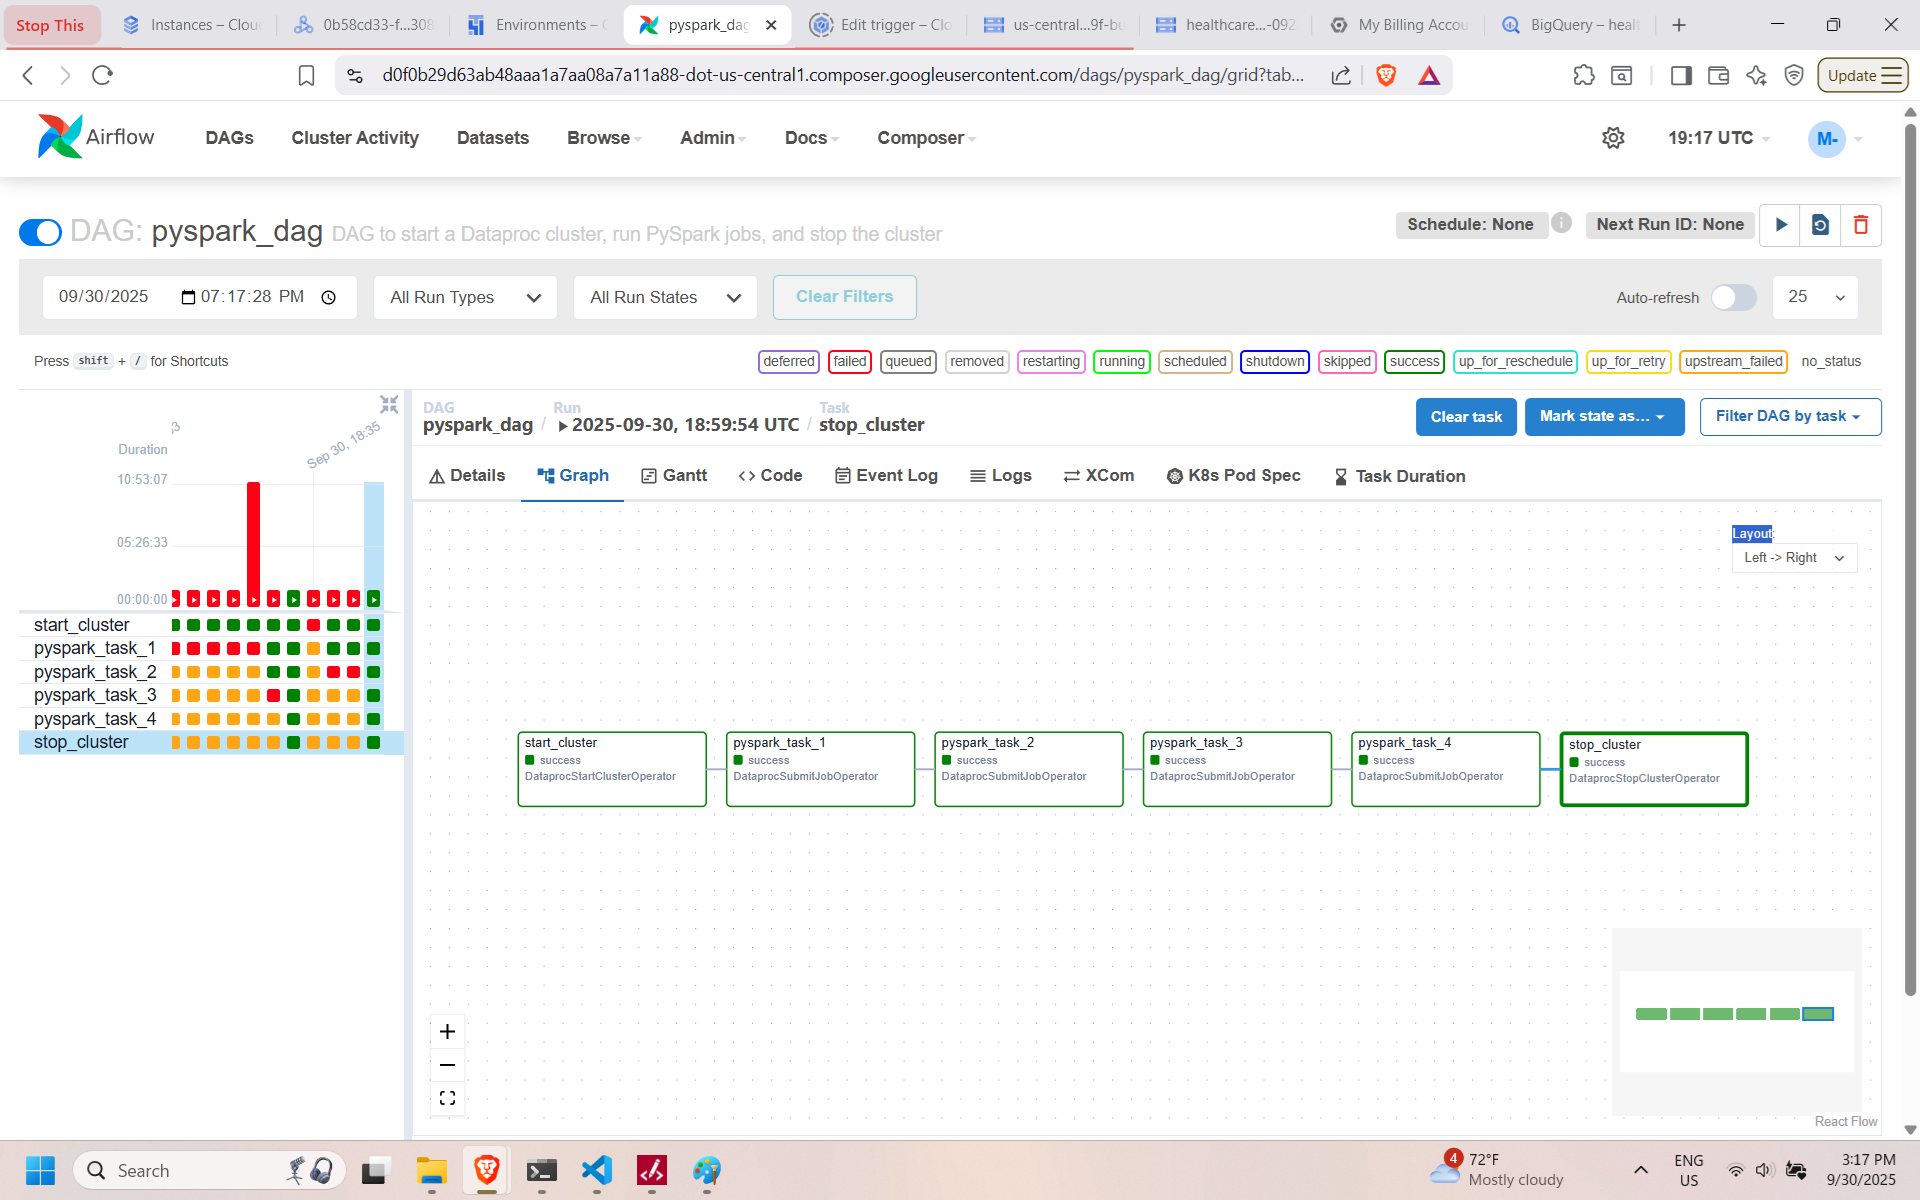 Stop This
Instances – Clou
0b58cd33-f...308
Environments – C
pyspark_dag
Edit trigger – Clo
us-central...9f-bu
healthcare...-092
My Billing Accou
BigQuery – healt
d0f0b29d63ab48aaa1a7aa08a7a11a88-dot-us-central1.composer.googleusercontent.com/dags/pyspark_dag/grid?tab...
Update
Airflow
DAGs
Cluster Activity
Datasets
Browse
Admin
Docs
Composer
19:17 UTC
M-
DAG: pyspark_dag DAG to start a Dataproc cluster, run PySpark jobs, and stop the cluster
Schedule: None
Next Run ID: None
09/30/2025 07:17:28 PM
All Run Types
All Run States
Clear Filters
Auto-refresh
25
Press shift + / for Shortcuts
deferred failed queued removed restarting running scheduled shutdown skipped success up_for_reschedule up_for_retry upstream_failed no_status
Duration
Sep 30, 18:35
10:53:07
05:26:33
00:00:00
start_cluster
pyspark_task_1
pyspark_task_2
pyspark_task_3
pyspark_task_4
stop_cluster
DAG
pyspark_dag
/
Run
2025-09-30, 18:59:54 UTC
/
Task
stop_cluster
Clear task
Mark state as...
Filter DAG by task
Details
Graph
Gantt
Code
Event Log
Logs
XCom
K8s Pod Spec
Task Duration
Layout:
Left -> Right
start_cluster
success
DataprocStartClusterOperator
pyspark_task_1
success
DataprocSubmitJobOperator
pyspark_task_2
success
DataprocSubmitJobOperator
pyspark_task_3
success
DataprocSubmitJobOperator
pyspark_task_4
success
DataprocSubmitJobOperator
stop_cluster
success
DataprocStopClusterOperator
React Flow
Search
4
72°F
Mostly cloudy
ENG
US
3:17 PM
9/30/2025